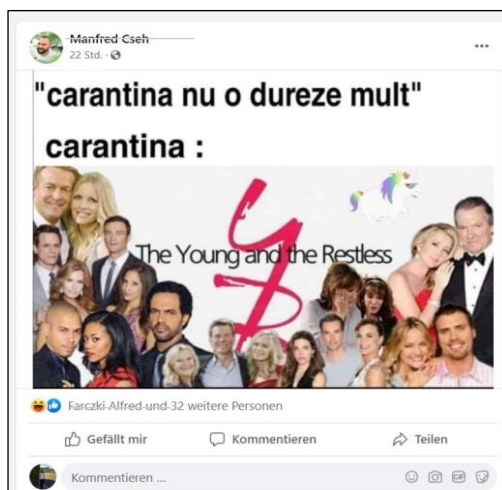 Manfred Cseh
22 Std. ·
"carantina nu o dureze mult"
carantina :
The Young and the Restless
Farczki Alfred und 32 weitere Personen
Gefällt mir
Kommentieren
Teilen
Kommentieren ...
GIF